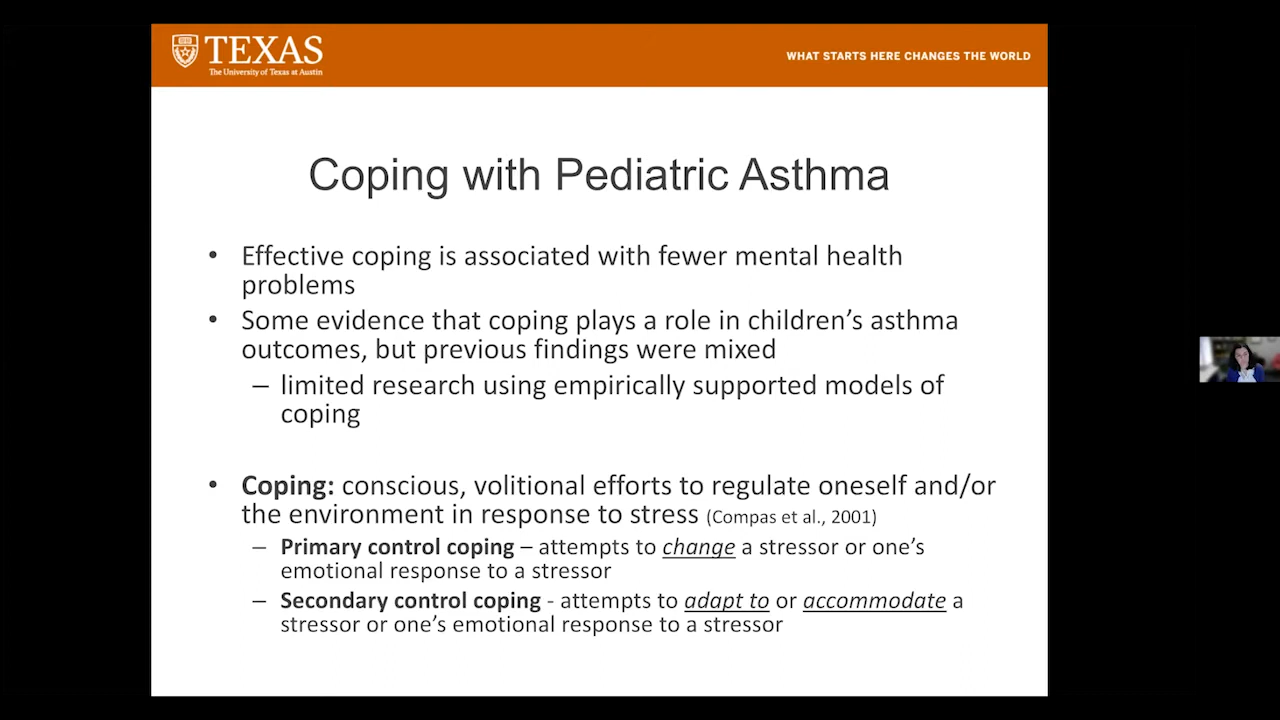 TEXAS
The University of Texas at Austin
WHAT STARTS HERE CHANGES THE WORLD
Coping with Pediatric Asthma
• Effective coping is associated with fewer mental health
problems
• Some evidence that coping plays a role in children’s asthma
outcomes, but previous findings were mixed
– limited research using empirically supported models of
coping
• Coping: conscious, volitional efforts to regulate oneself and/or
the environment in response to stress (Compas et al., 2001)
– Primary control coping – attempts to change a stressor or one’s
emotional response to a stressor
– Secondary control coping - attempts to adapt to or accommodate a
stressor or one’s emotional response to a stressor